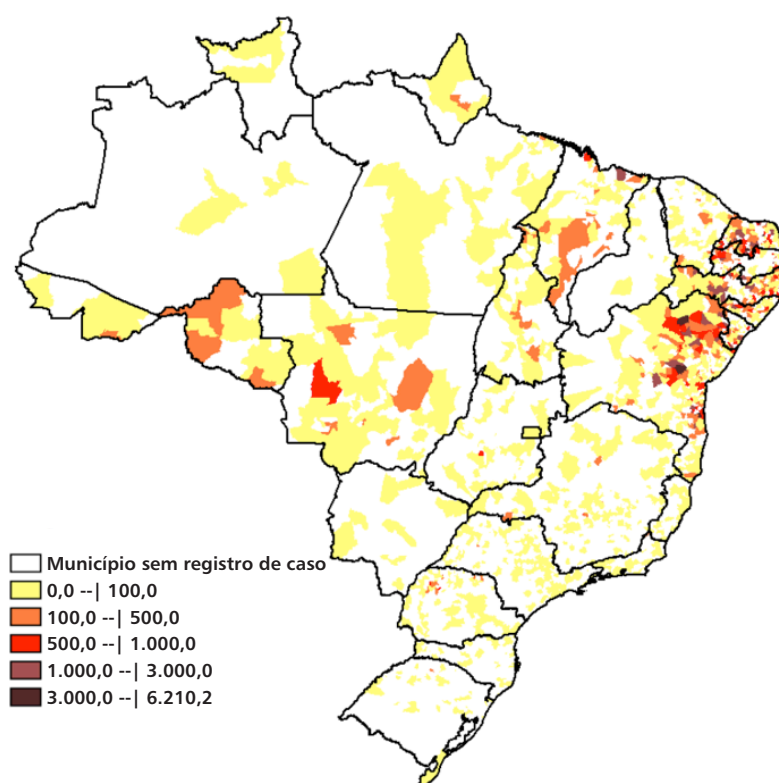 Município sem registro de caso
0,0 --| 100,0
100,0 --| 500,0
500,0 --| 1.000,0
1.000,0 --| 3.000,0
3.000,0 --| 6.210,2